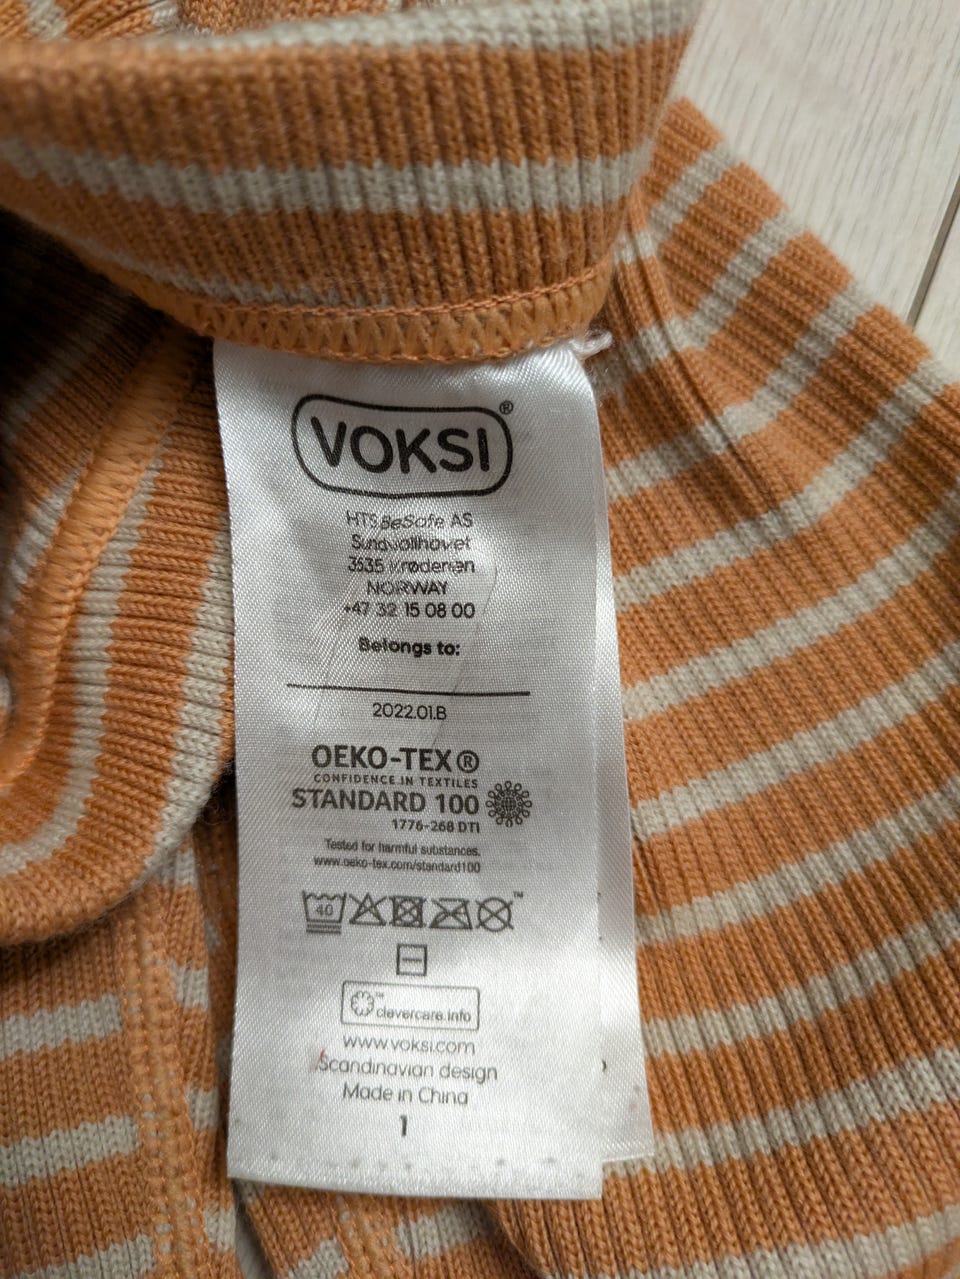 VOKSI®
HTS BeSafe AS
Sundvollhovet
3535 Krøderen
NORWAY
+47 32 15 08 00
Belongs to:
2022.01.B
OEKO-TEX®
CONFIDENCE IN TEXTILES
STANDARD 100
1776-268 DTI
Tested for harmful substances.
www.oeko-tex.com/standard100
40 ™
™ clevercare.info
www.voksi.com
Scandinavian design
Made in China
1